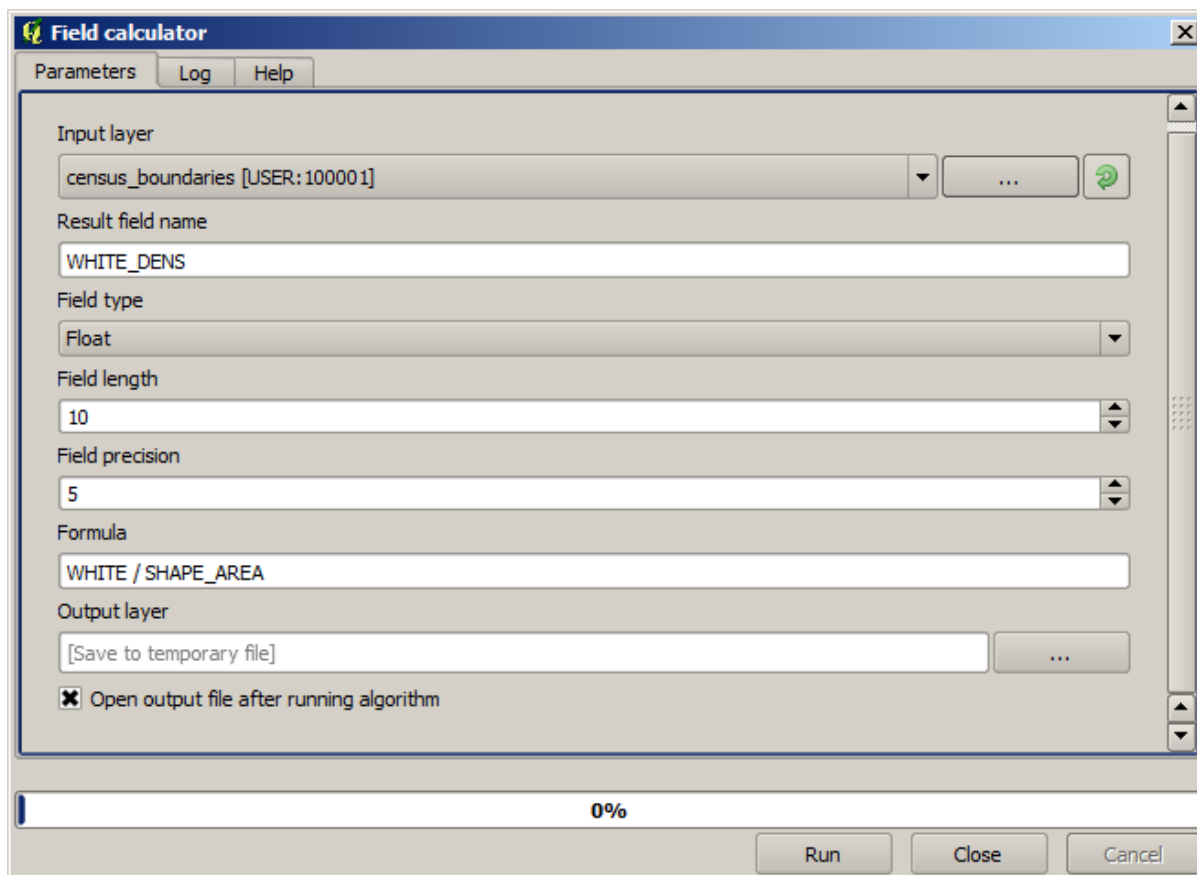 Field calculator
Parameters Log Help
Input layer
census_boundaries [USER:100001] ...
Result field name
WHITE_DENS
Field type
Float
Field length
10
Field precision
5
Formula
WHITE / SHAPE_AREA
Output layer
[Save to temporary file] ...
Open output file after running algorithm
0%
Run Close Cancel